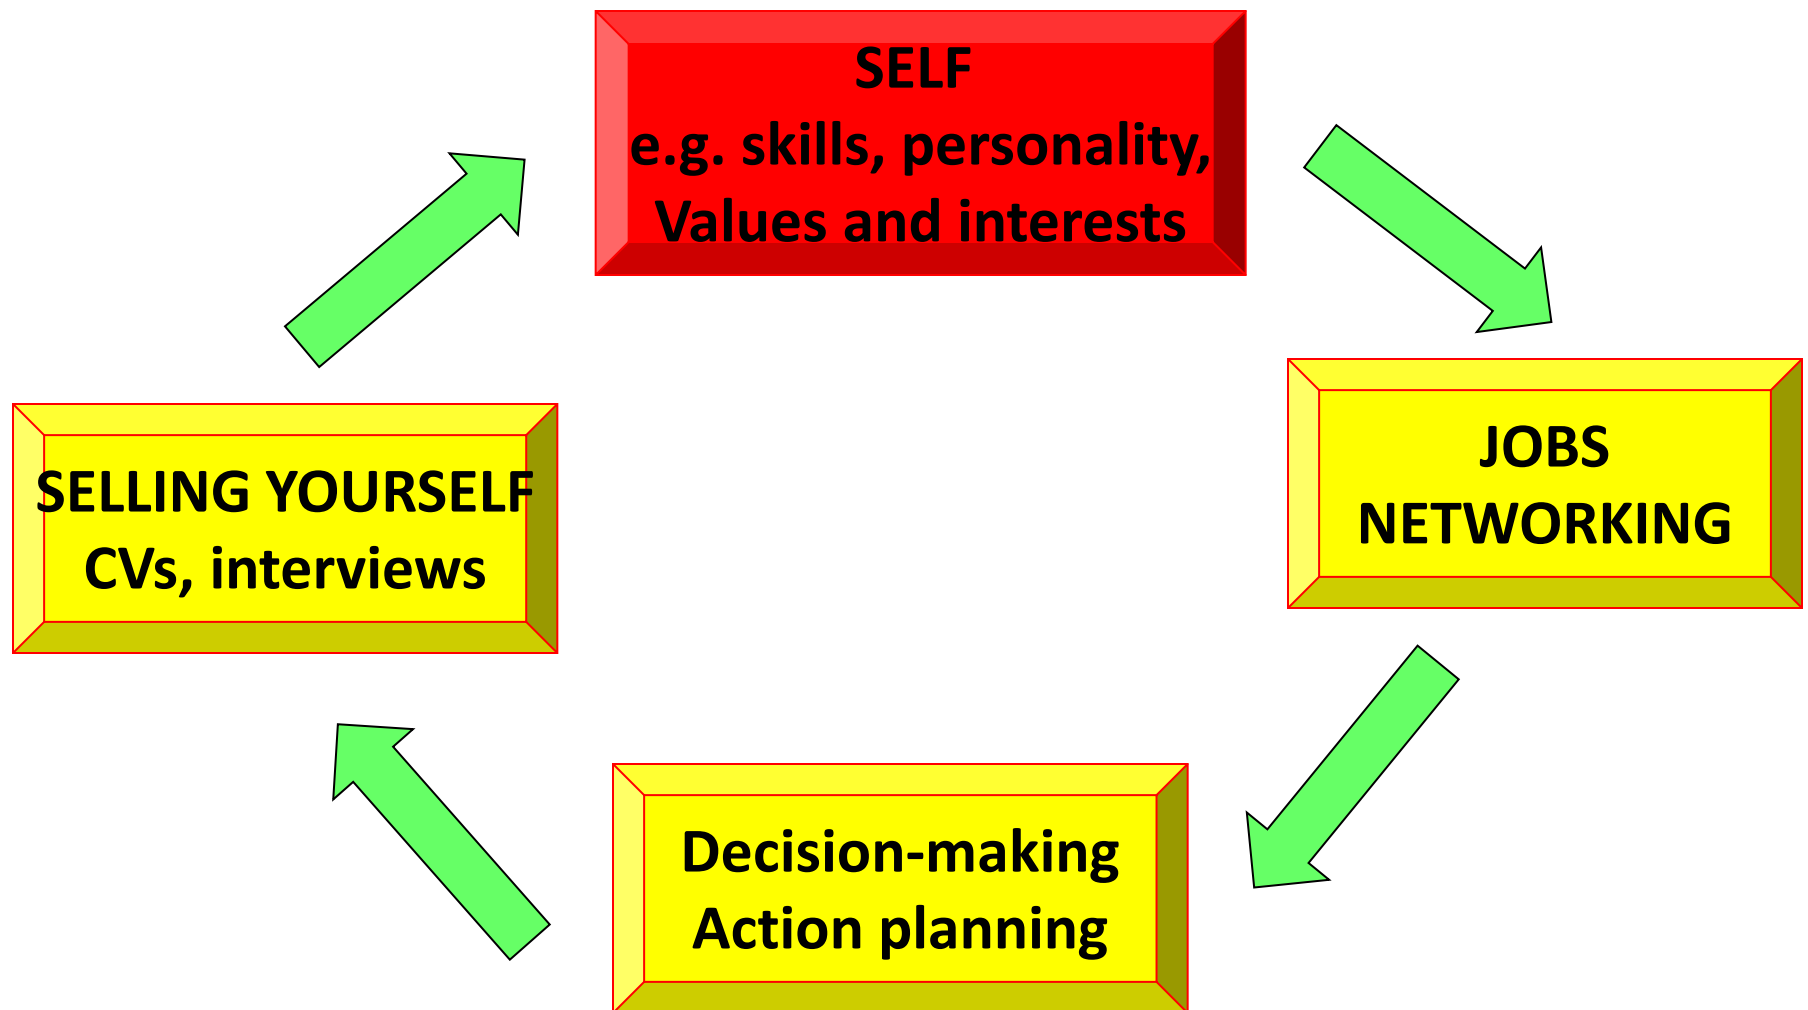 SELF
e.g. skills, personality,
Values and interests
JOBS
NETWORKING
SELLING YOURSELF
CVs, interviews
Decision-making
Action planning